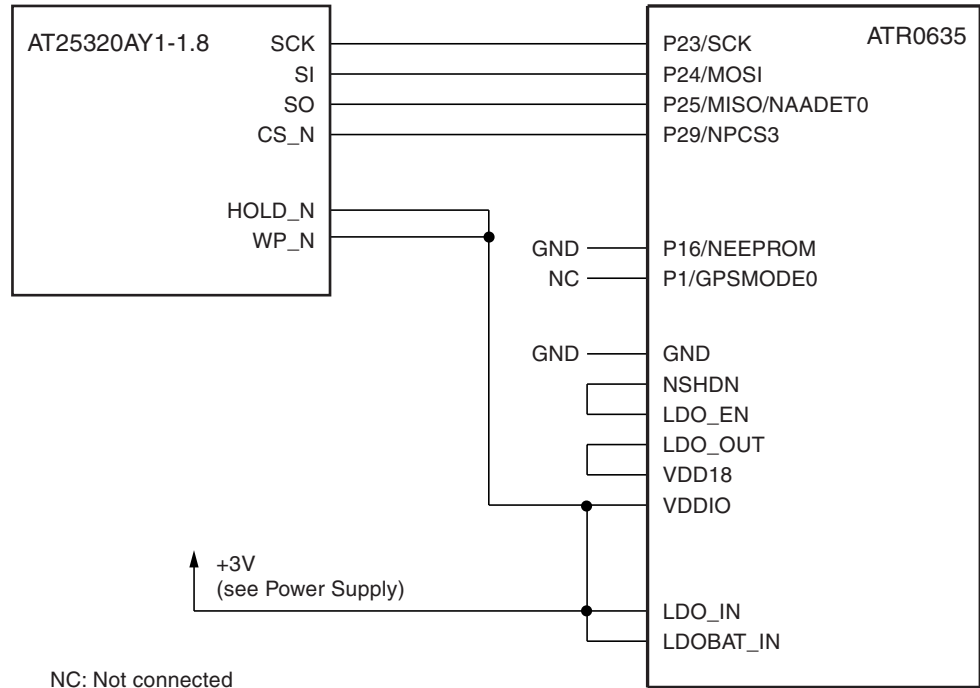 AT25320AY1-1.8
SCK
SI
SO
CS_N
HOLD_N
WP_N
ATR0635
P23/SCK
P24/MOSI
P25/MISO/NAADET0
P29/NPCS3
GND
P16/NEEPROM
NC
P1/GPSMODE0
GND
GND
NSHDN
LDO_EN
LDO_OUT
VDD18
VDDIO
+3V
(see Power Supply)
LDO_IN
LDOBAT_IN
NC: Not connected